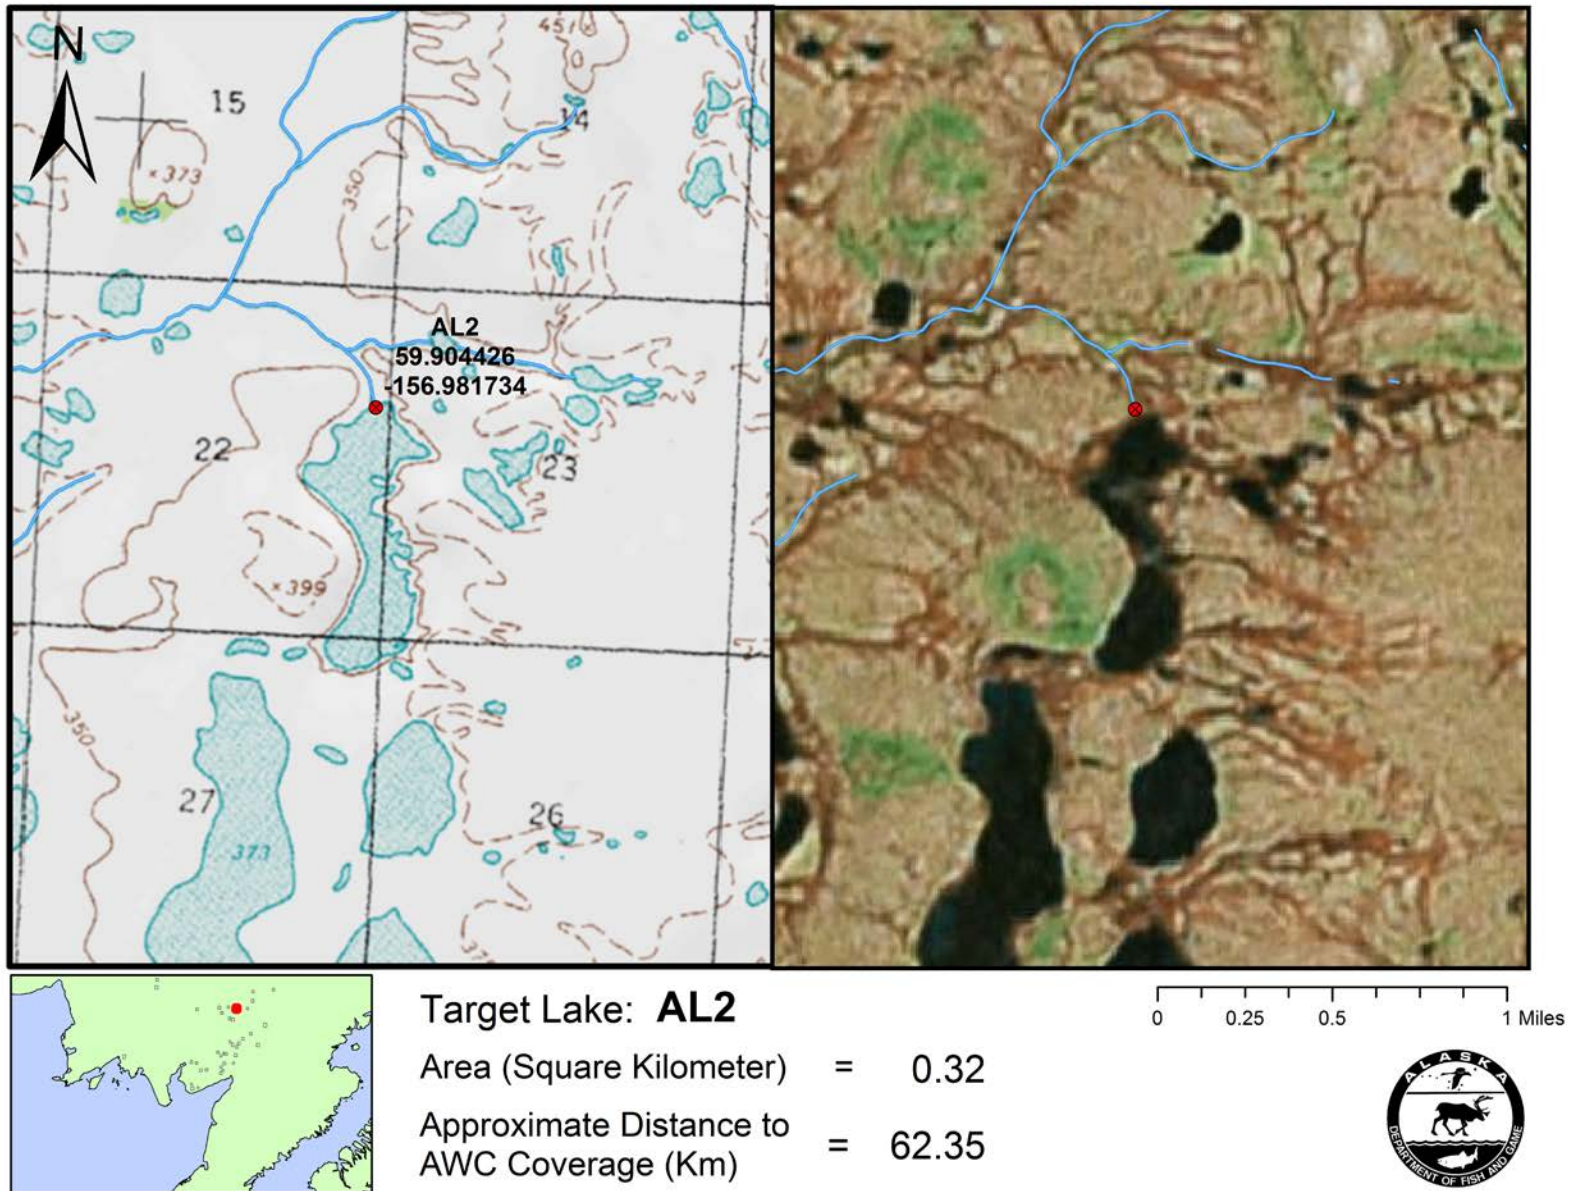 N
451
15
14
× 373
350
AL2
59.904426
-156.981734
22
23
× 399
350
27
26
373
Target Lake: AL2
Area (Square Kilometer) = 0.32
Approximate Distance to
AWC Coverage (Km) = 62.35
0 0.25 0.5 1 Miles
ALASKA
DEPARTMENT OF FISH AND GAME